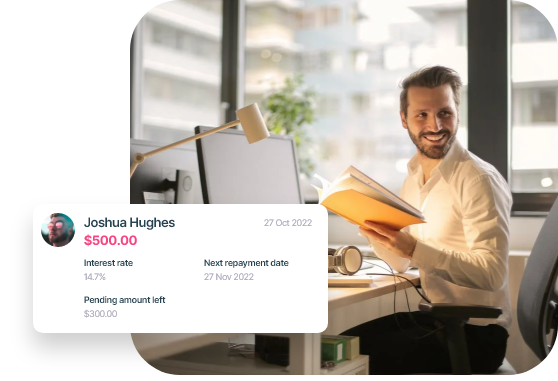 Joshua Hughes
27 Oct 2022
$500.00
Interest rate
Next repayment date
14.7%
27 Nov 2022
Pending amount left
$300.00